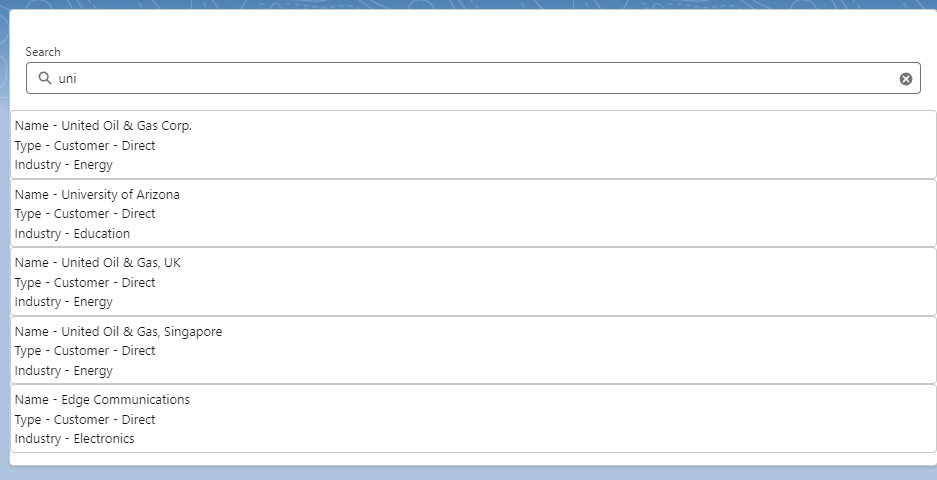 Search
uni
Name - United Oil & Gas Corp.
Type - Customer - Direct
Industry - Energy
Name - University of Arizona
Type - Customer - Direct
Industry - Education
Name - United Oil & Gas, UK
Type - Customer - Direct
Industry - Energy
Name - United Oil & Gas, Singapore
Type - Customer - Direct
Industry - Energy
Name - Edge Communications
Type - Customer - Direct
Industry - Electronics